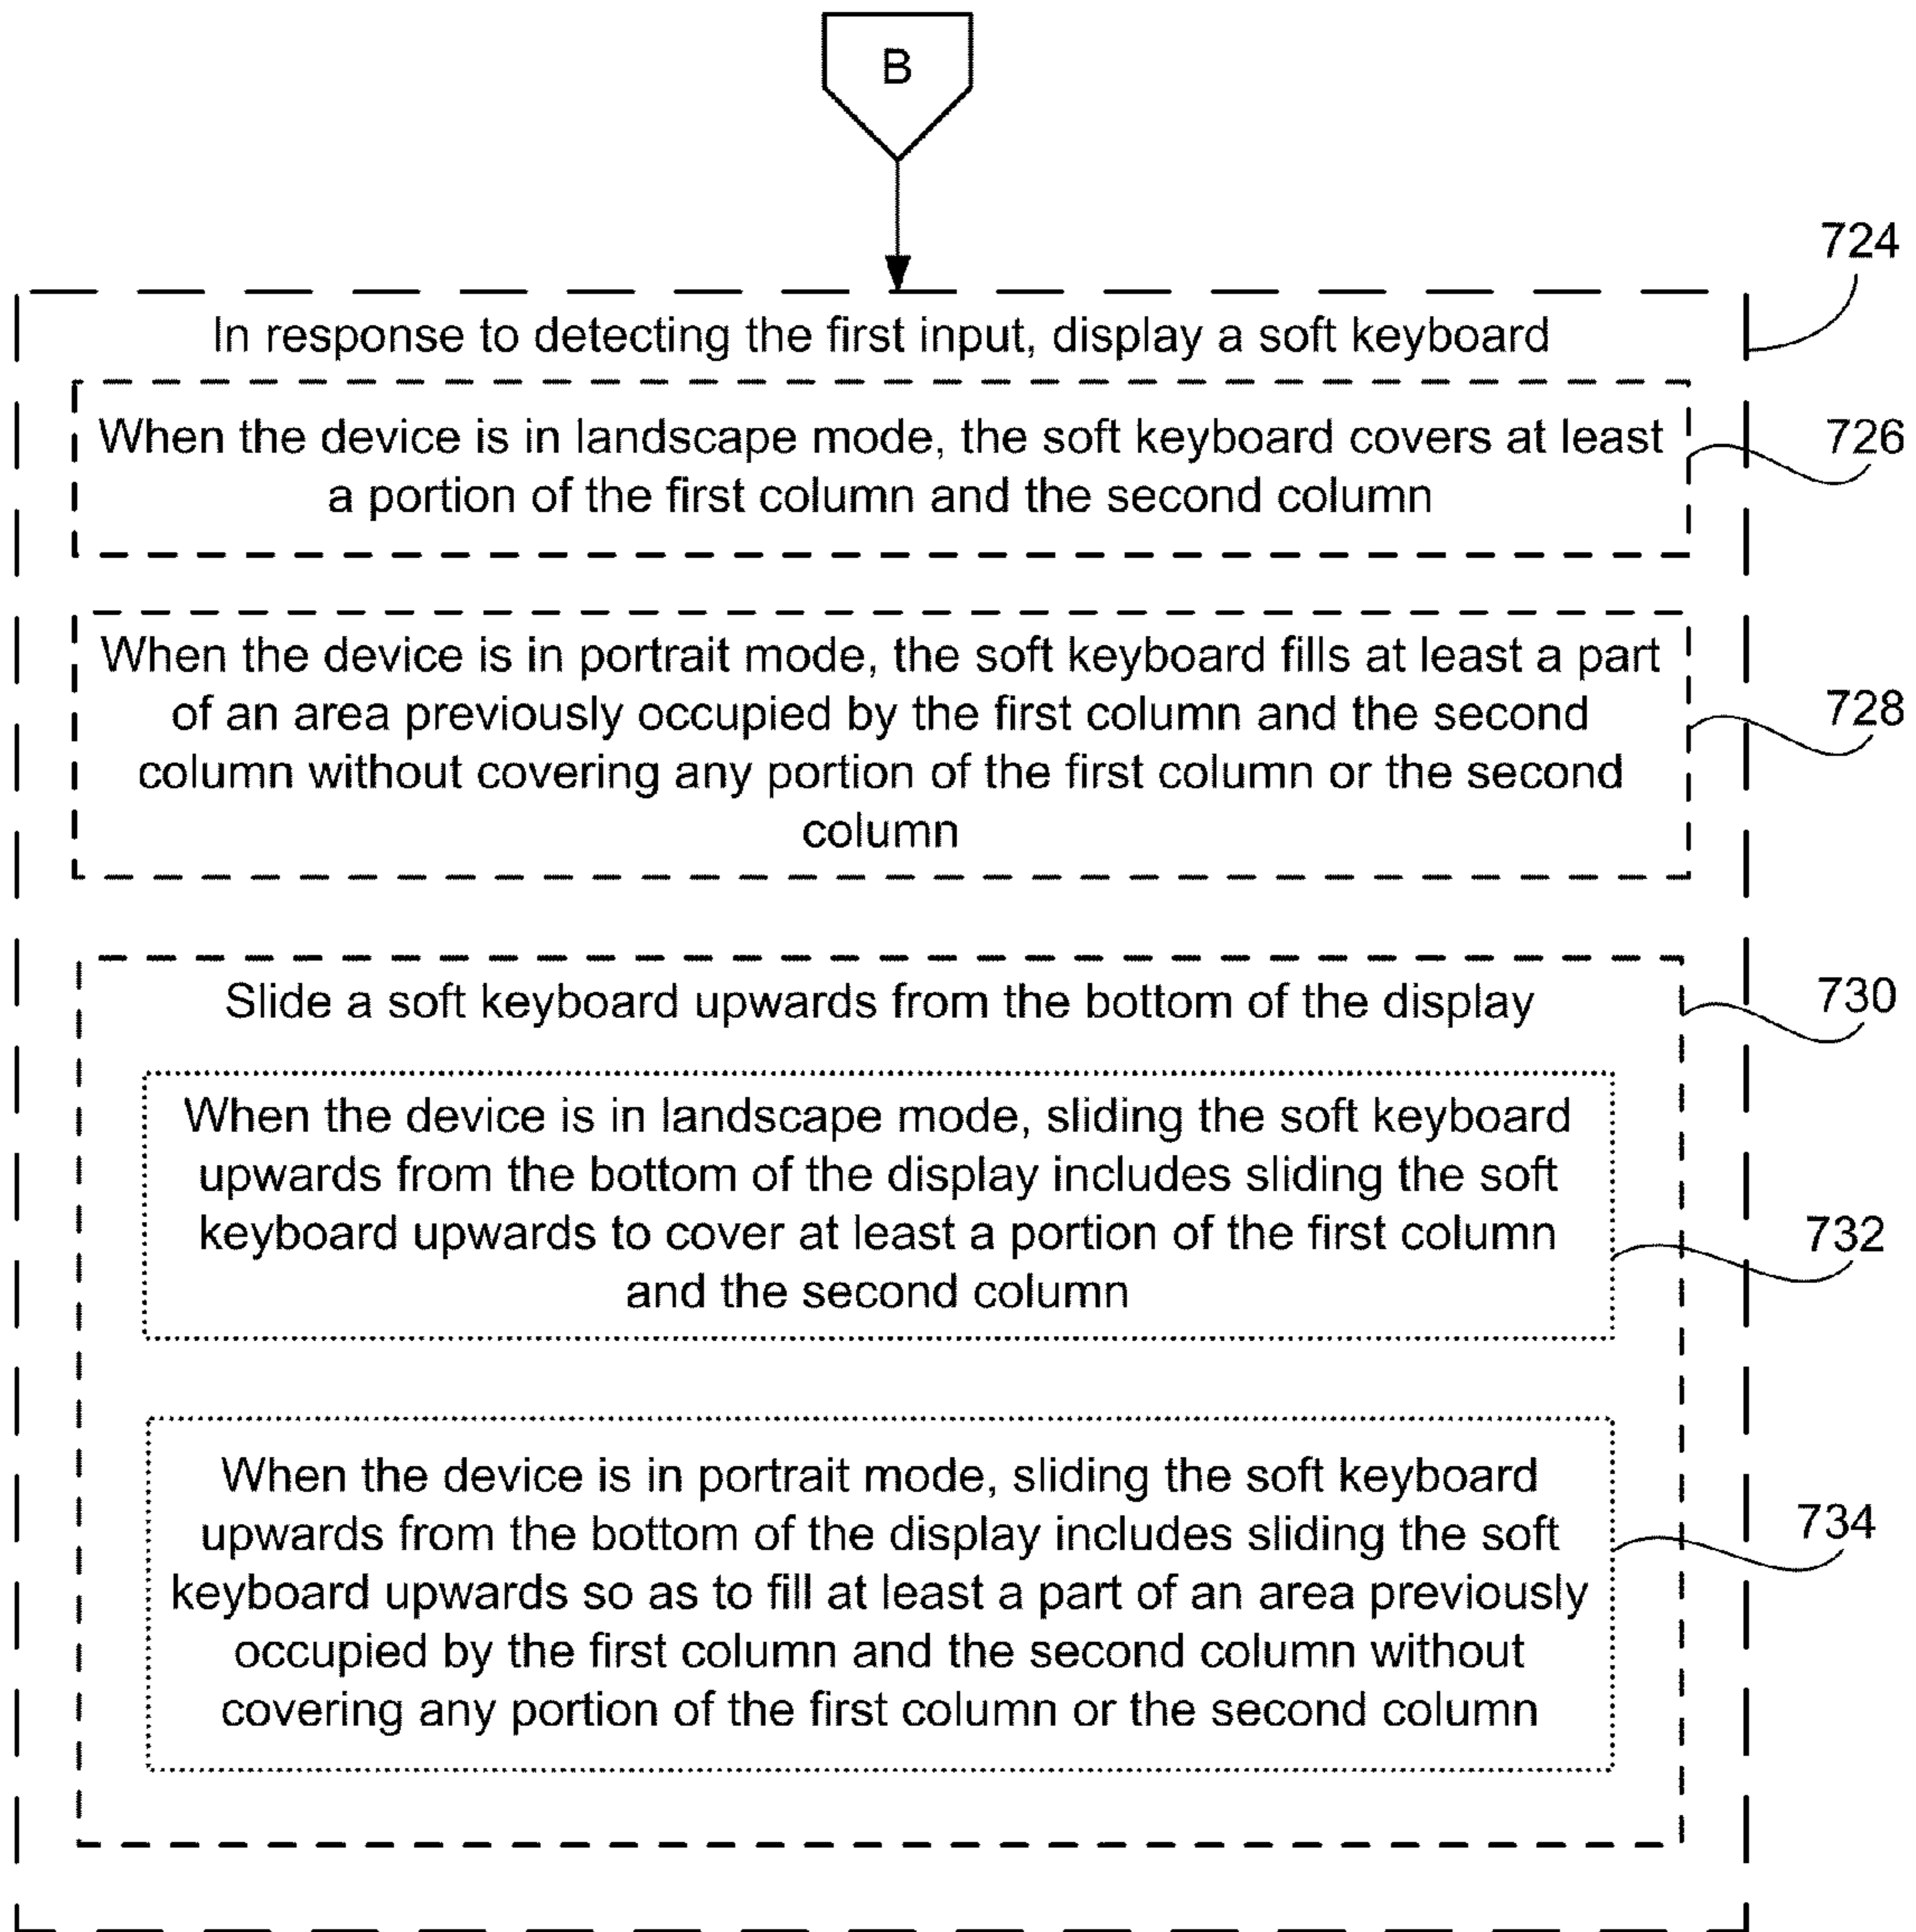 B
724
In response to detecting the first input, display a soft keyboard
When the device is in landscape mode, the soft keyboard covers at least
a portion of the first column and the second column
726
When the device is in portrait mode, the soft keyboard fills at least a part
of an area previously occupied by the first column and the second
column without covering any portion of the first column or the second
column
728
Slide a soft keyboard upwards from the bottom of the display
730
When the device is in landscape mode, sliding the soft keyboard
upwards from the bottom of the display includes sliding the soft
keyboard upwards to cover at least a portion of the first column
and the second column
732
When the device is in portrait mode, sliding the soft keyboard
upwards from the bottom of the display includes sliding the soft
keyboard upwards so as to fill at least a part of an area previously
occupied by the first column and the second column without
covering any portion of the first column or the second column
734